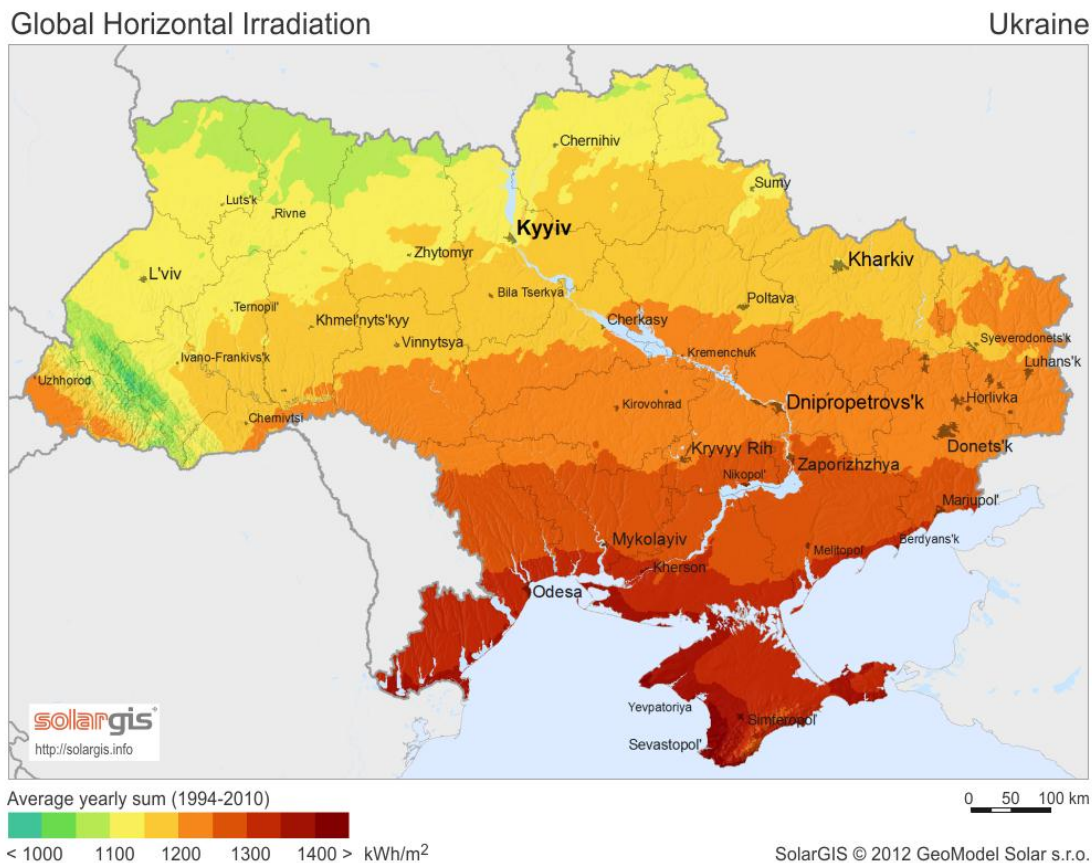 Global Horizontal Irradiation
Ukraine
Chernihiv
Sumy
Luts'k
Rivne
Kyyiv
Zhytomyr
Kharkiv
L'viv
Bila Tserkva
Poltava
Ternopil'
Khmel'nyts'kyy
Cherkasy
Vinnytsya
Syeverodonets'k
Ivano-Frankivs'k
Kremenchuk
Luhans'k
Uzhhorod
Kirovohrad
Dnipropetrovs'k
Horlivka
Chernivtsi
Donets'k
Kryvyy Rih
Zaporizhzhya
Nikopol'
Mariupol'
Mykolayiv
Berdyans'k
Melitopol'
Kherson
Odesa
Yevpatoriya
Simferopol'
Sevastopol'
solargis
http://solargis.info
Average yearly sum (1994-2010)
0 50 100 km
< 1000 1100 1200 1300 1400 > kWh/m²
SolarGIS © 2012 GeoModel Solar s.r.o.